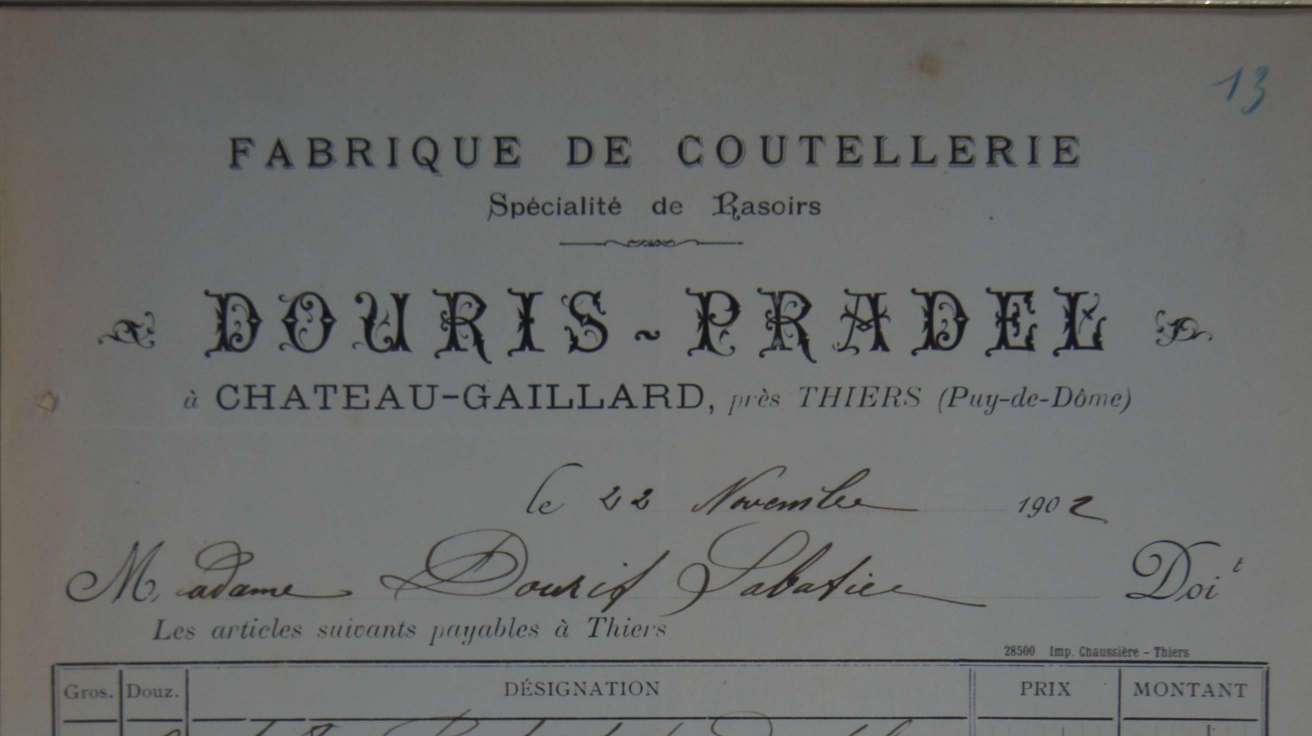 13
FABRIQUE DE COUTELLERIE
Spécialité de Rasoirs
DOURIS-PRADEL
à CHATEAU-GAILLARD, près THIERS (Puy-de-Dôme)
le 22 Novembre 1902
Madame Dourif Sabatier Doit
Les articles suivants payables à Thiers
28500 Imp. Chaussière - Thiers
Gros. Douz. DÉSIGNATION PRIX MONTANT